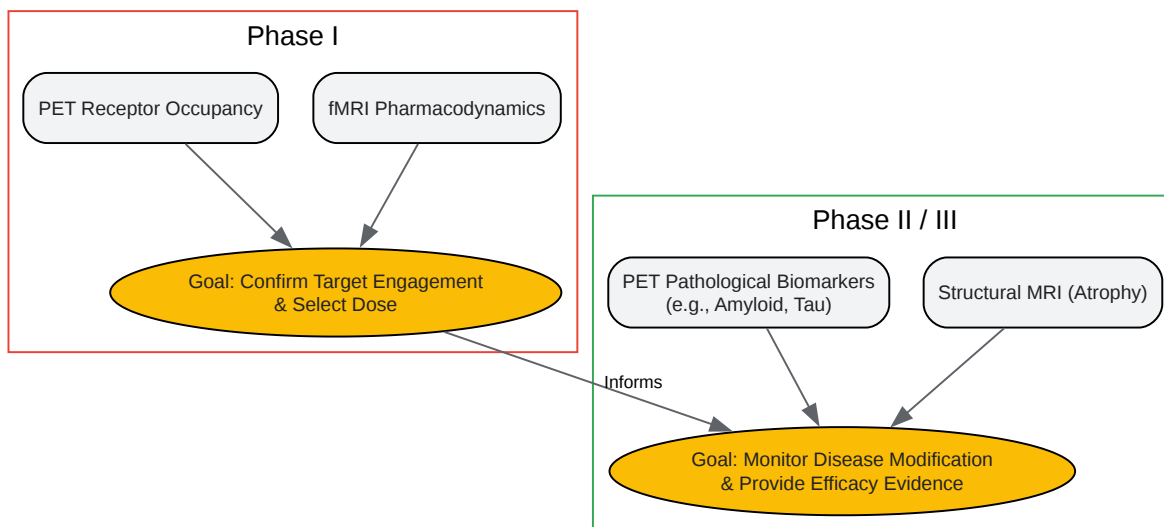 Phase I
PET Receptor Occupancy
fMRI Pharmacodynamics
Goal: Confirm Target Engagement
& Select Dose
Informs
Phase II / III
PET Pathological Biomarkers
(e.g., Amyloid, Tau)
Structural MRI (Atrophy)
Goal: Monitor Disease Modification
& Provide Efficacy Evidence